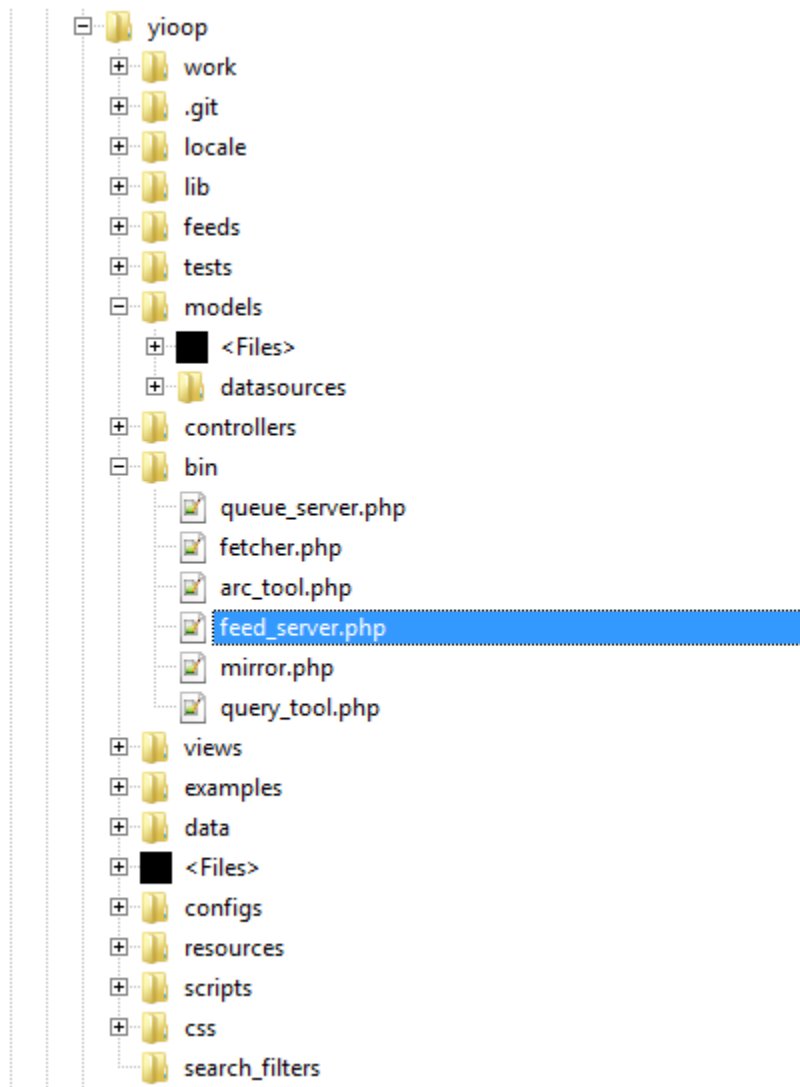 yioop
work
.git
locale
lib
feeds
tests
models
<Files>
datasources
controllers
bin
queue_server.php
fetcher.php
arc_tool.php
feed_server.php
mirror.php
query_tool.php
views
examples
data
<Files>
configs
resources
scripts
css
search_filters